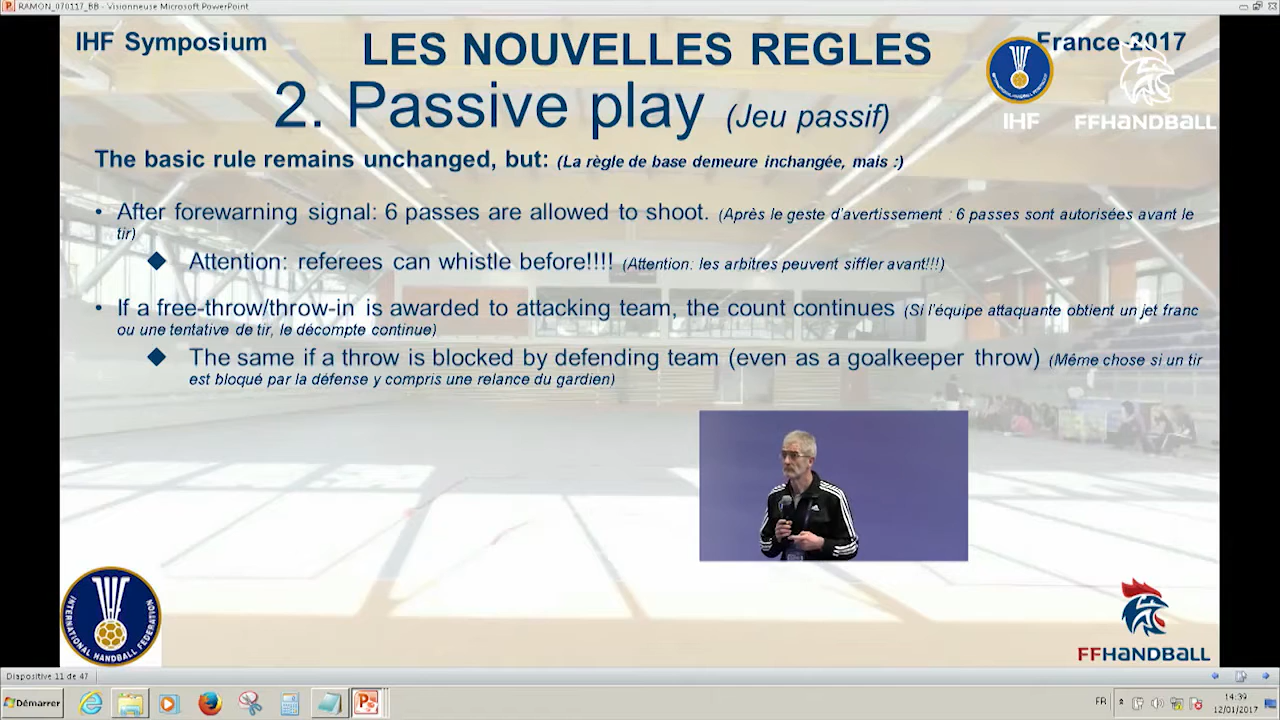 RAMON_070117_BB - Visionneuse Microsoft PowerPoint
IHF Symposium
LES NOUVELLES REGLES
France 2017
2. Passive play (Jeu passif)
IHF
FFHANDBALL
The basic rule remains unchanged, but: (La règle de base demeure inchangée, mais :)
• After forewarning signal: 6 passes are allowed to shoot. (Après le geste d'avertissement : 6 passes sont autorisées avant le
tir)
Attention: referees can whistle before!!!! (Attention: les arbitres peuvent siffler avant!!!)
• If a free-throw/throw-in is awarded to attacking team, the count continues (Si l'équipe attaquante obtient un jet franc
ou une tentative de tir, le décompte continue)
The same if a throw is blocked by defending team (even as a goalkeeper throw) (Même chose si un tir
est bloqué par la défense y compris une relance du gardien)
adidas
INTERNATIONAL HANDBALL FEDERATION
FFHANDBALL
Diapositive 11 de 47
Démarrer
FR
14:39
12/01/2017